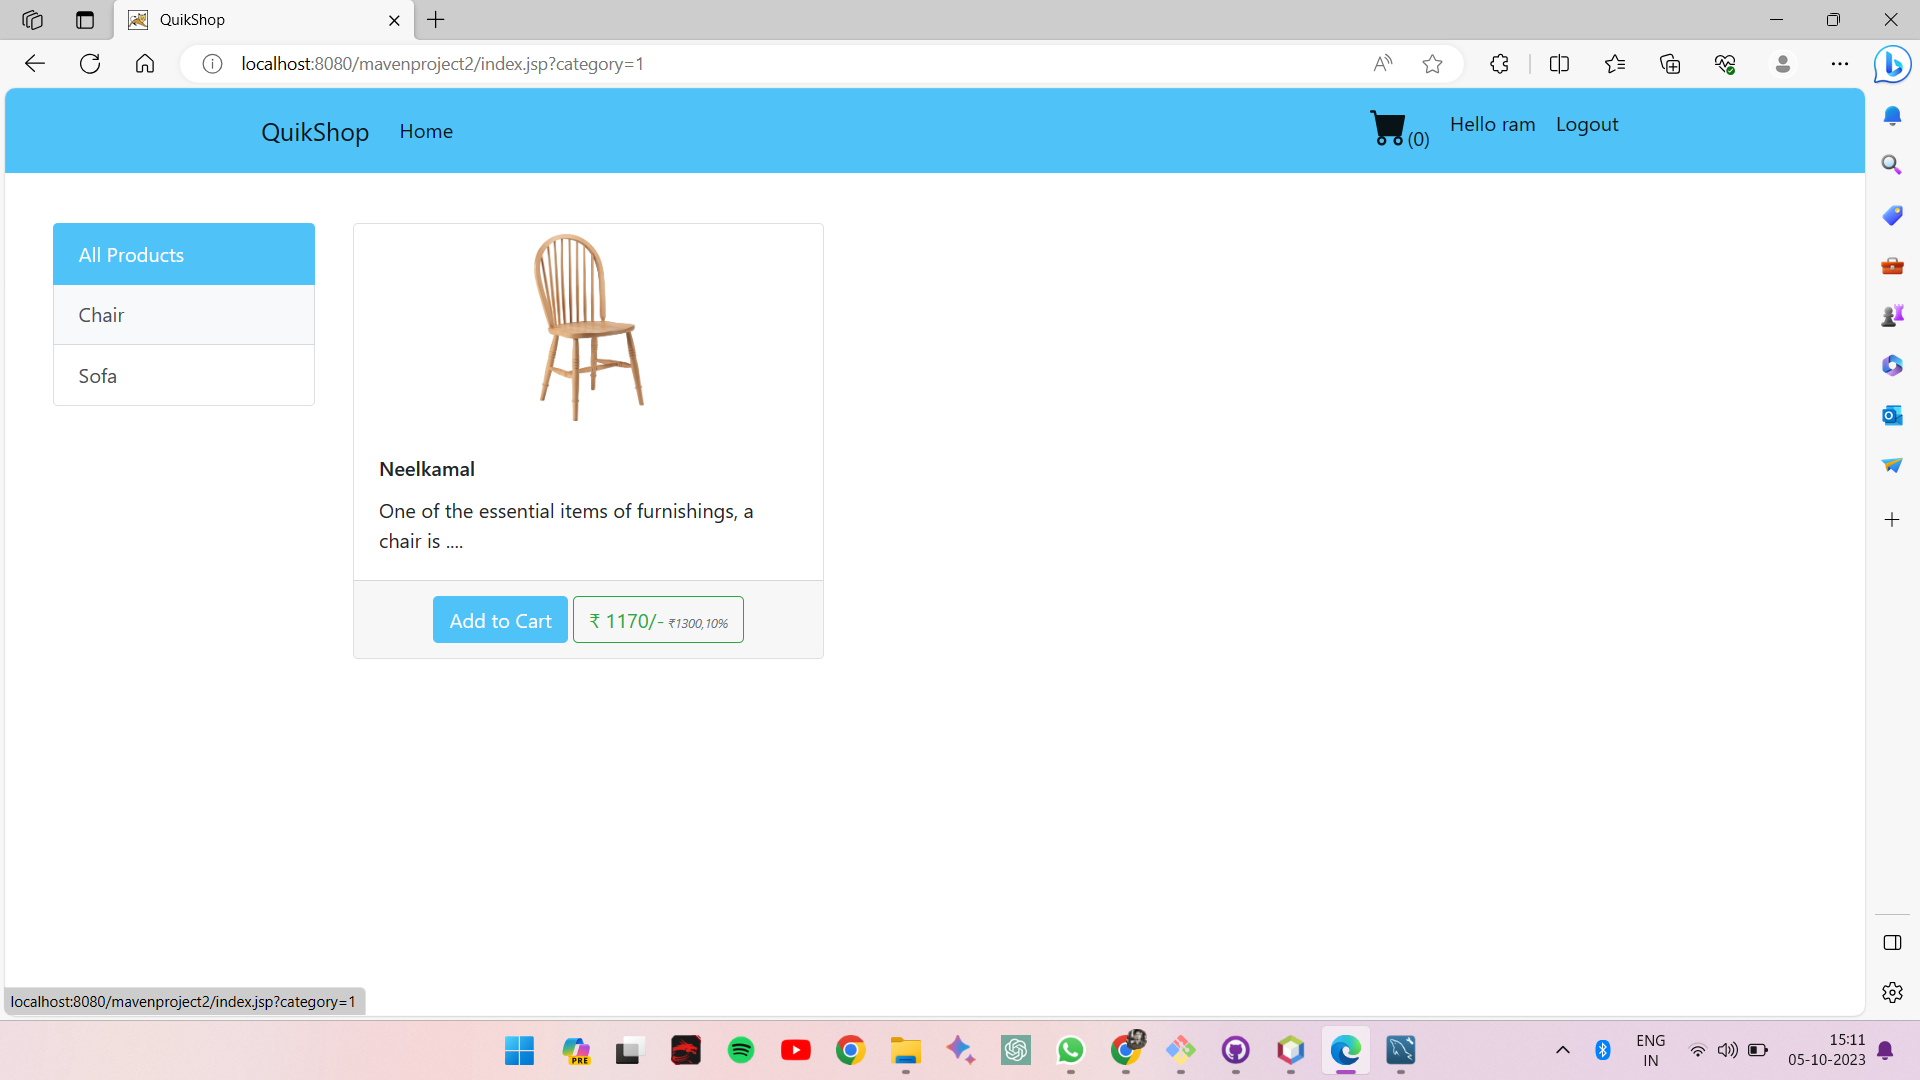 QuikShop
localhost:8080/mavenproject2/index.jsp?category=1
QuikShop
Home
(0)
Hello ram
Logout
All Products
Chair
Sofa
Neelkamal
One of the essential items of furnishings, a
chair is ....
Add to Cart
₹ 1170/- ₹1300,10%
localhost:8080/mavenproject2/index.jsp?category=1
PRE
ENG
IN
15:11
05-10-2023